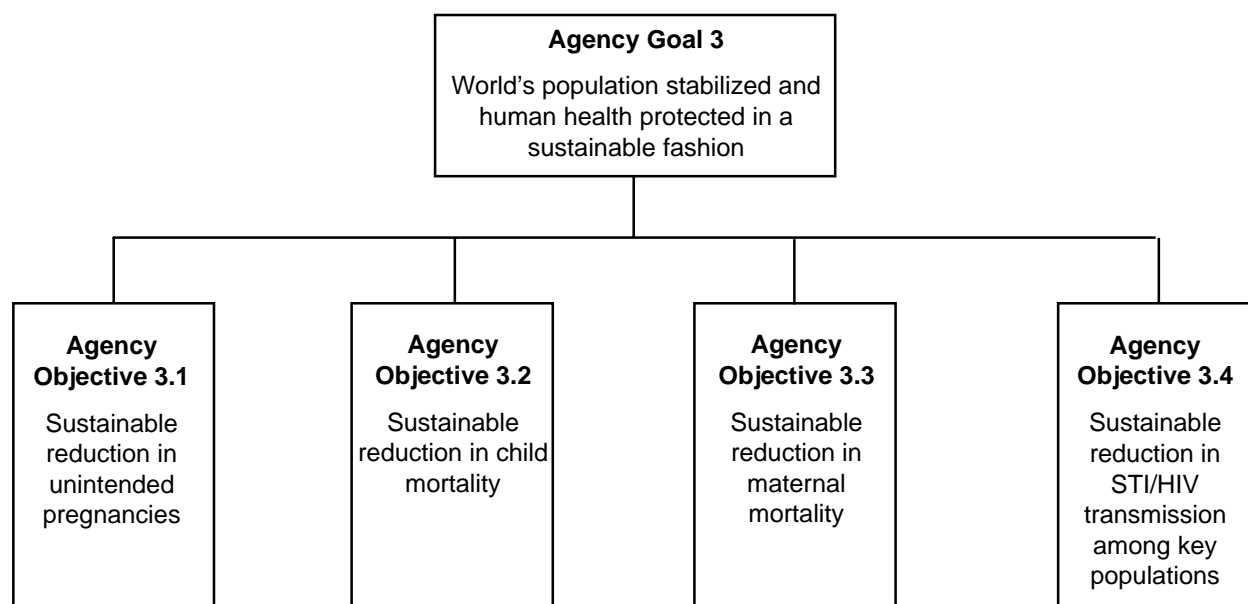 Agency Goal 3
World’s population stabilized and
human health protected in a
sustainable fashion
Agency
Objective 3.1
Sustainable
reduction in
unintended
pregnancies
Agency
Objective 3.2
Sustainable
reduction in child
mortality
Agency
Objective 3.3
Sustainable
reduction in
maternal
mortality
Agency
Objective 3.4
Sustainable
reduction in
STI/HIV
transmission
among key
populations